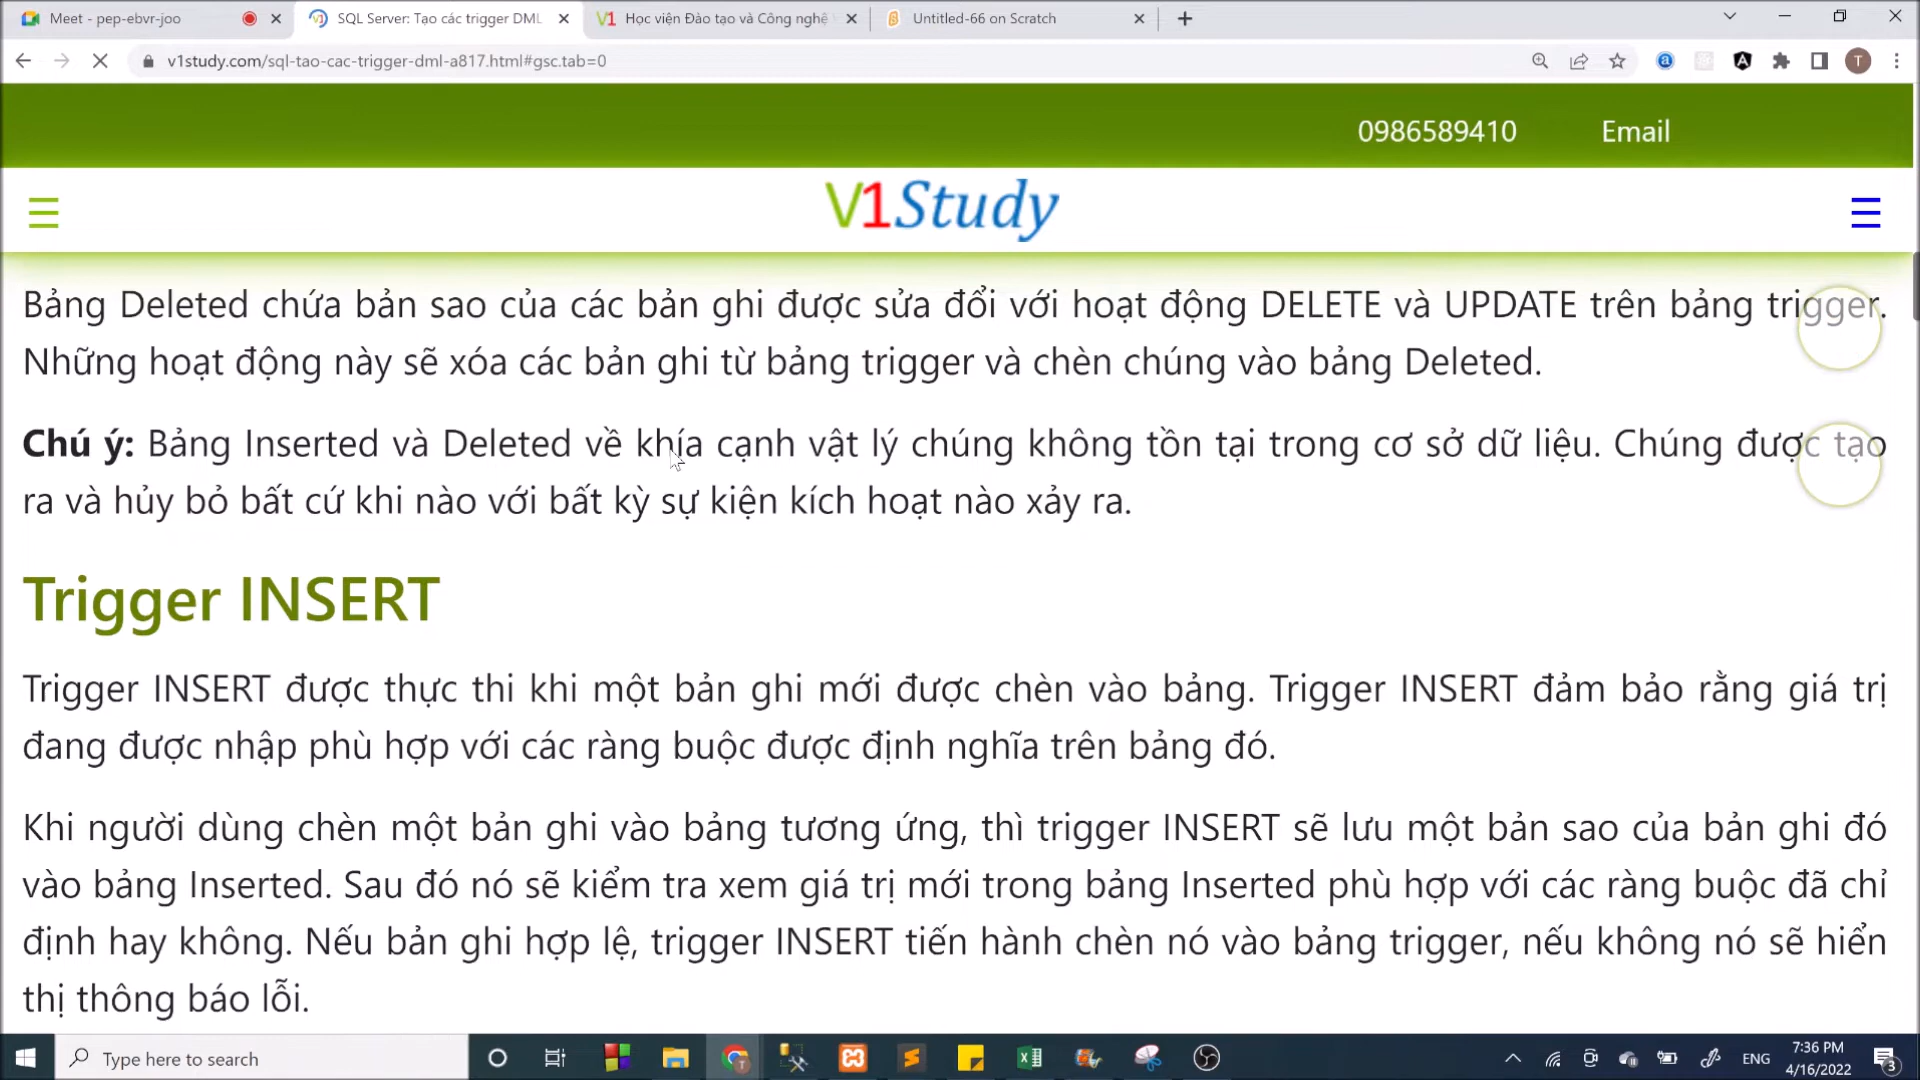 Meet - pep-ebvr-joo
SQL Server: Tạo các trigger DML
Học viện Đào tạo và Công nghệ V
Untitled-66 on Scratch
v1study.com/sql-tao-cac-trigger-dml-a817.html#gsc.tab=0
T
0986589410 Email
V1Study
Bảng Deleted chứa bản sao của các bản ghi được sửa đổi với hoạt động DELETE và UPDATE trên bảng trigger.
Những hoạt động này sẽ xóa các bản ghi từ bảng trigger và chèn chúng vào bảng Deleted.
Chú ý: Bảng Inserted và Deleted về khía cạnh vật lý chúng không tồn tại trong cơ sở dữ liệu. Chúng được tạo
ra và hủy bỏ bất cứ khi nào với bất kỳ sự kiện kích hoạt nào xảy ra.
Trigger INSERT
Trigger INSERT được thực thi khi một bản ghi mới được chèn vào bảng. Trigger INSERT đảm bảo rằng giá trị
đang được nhập phù hợp với các ràng buộc được định nghĩa trên bảng đó.
Khi người dùng chèn một bản ghi vào bảng tương ứng, thì trigger INSERT sẽ lưu một bản sao của bản ghi đó
vào bảng Inserted. Sau đó nó sẽ kiểm tra xem giá trị mới trong bảng Inserted phù hợp với các ràng buộc đã chỉ
định hay không. Nếu bản ghi hợp lệ, trigger INSERT tiến hành chèn nó vào bảng trigger, nếu không nó sẽ hiển
thị thông báo lỗi.
Type here to search
ENG
7:36 PM
4/16/2022
3